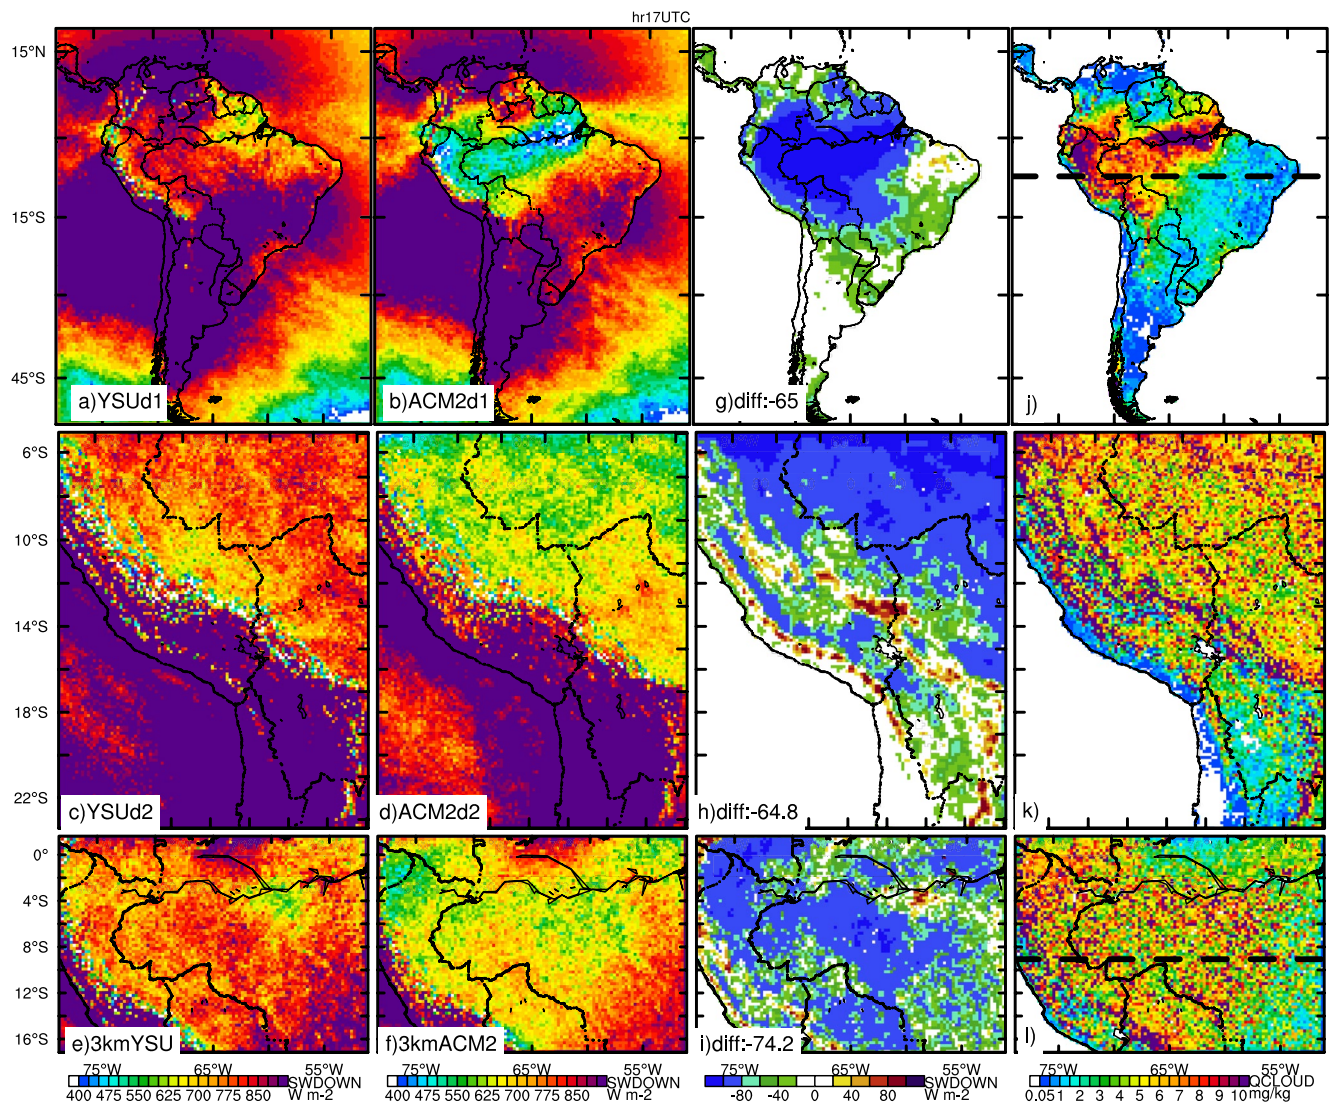 hr17UTC
15°N
15°S
45°S
a)YSUd1
b)ACM2d1
g)diff:-65
j)
6°S
10°S
14°S
18°S
22°S
c)YSUd2
d)ACM2d2
h)diff:-64.8
k)
0°
4°S
8°S
12°S
16°S
e)3kmYSU
f)3kmACM2
i)diff:-74.2
l)
75°W 65°W 55°W
75°W 65°W 55°W
75°W 65°W 55°W
75°W 65°W 55°W
SWDOWN
400 475 550 625 700 775 850 W m-2
SWDOWN
400 475 550 625 700 775 850 W m-2
SWDOWN
-80 -40 0 40 80 W m-2
QCLOUD
0.05 1 2 3 4 5 6 7 8 9 10 mg/kg